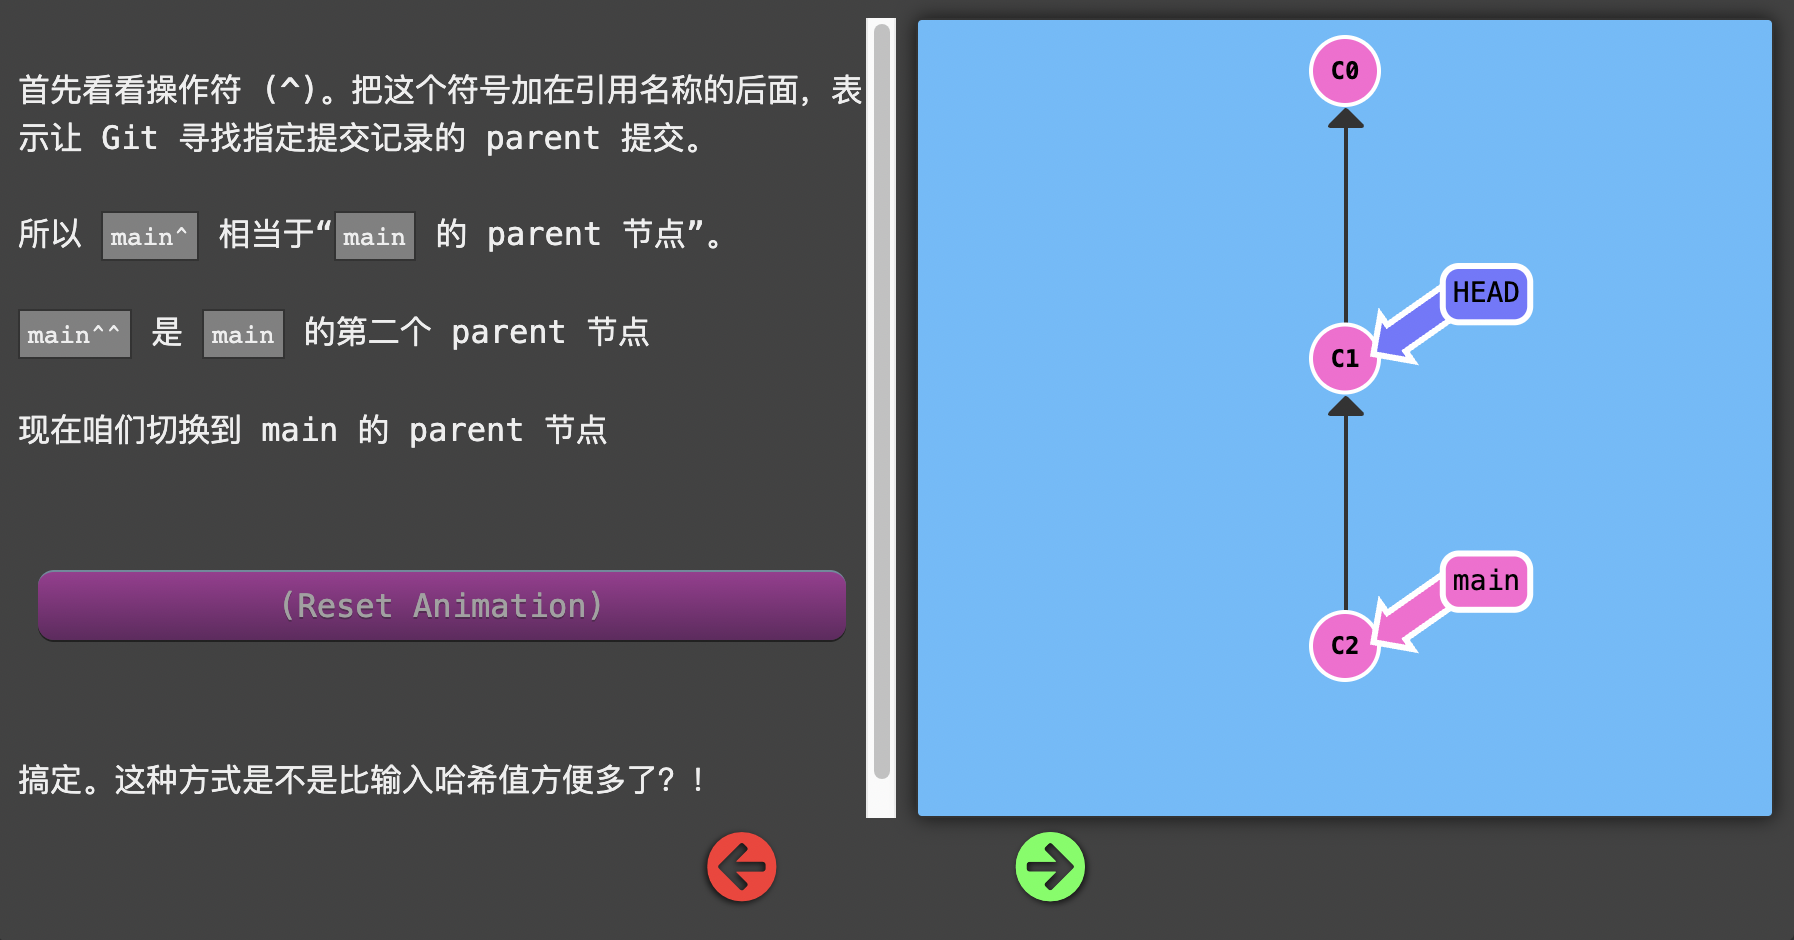 首先看看操作符 (^)。把这个符号加在引用名称的后面，表
示让 Git 寻找指定提交记录的 parent 提交。
所以 main^ 相当于“main 的 parent 节点”。
main^^ 是 main 的第二个 parent 节点
现在咱们切换到 main 的 parent 节点
(Reset Animation)
搞定。这种方式是不是比输入哈希值方便多了？！
C0
HEAD
C1
main
C2